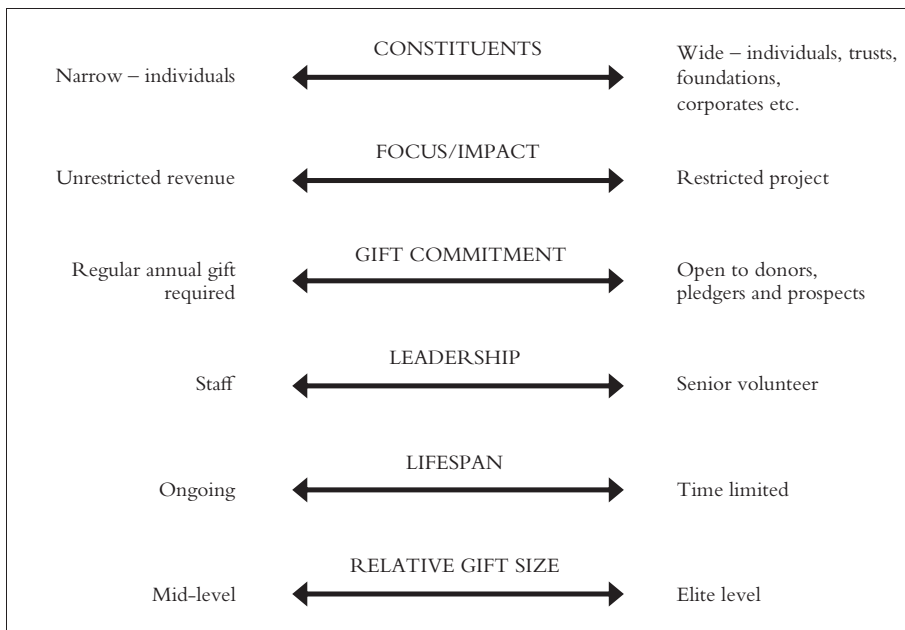 CONSTITUENTS
Narrow – individuals
Wide – individuals, trusts,
foundations,
corporates etc.
FOCUS/IMPACT
Unrestricted revenue
Restricted project
GIFT COMMITMENT
Regular annual gift
required
Open to donors,
pledgers and prospects
LEADERSHIP
Staff
Senior volunteer
LIFESPAN
Ongoing
Time limited
RELATIVE GIFT SIZE
Mid-level
Elite level